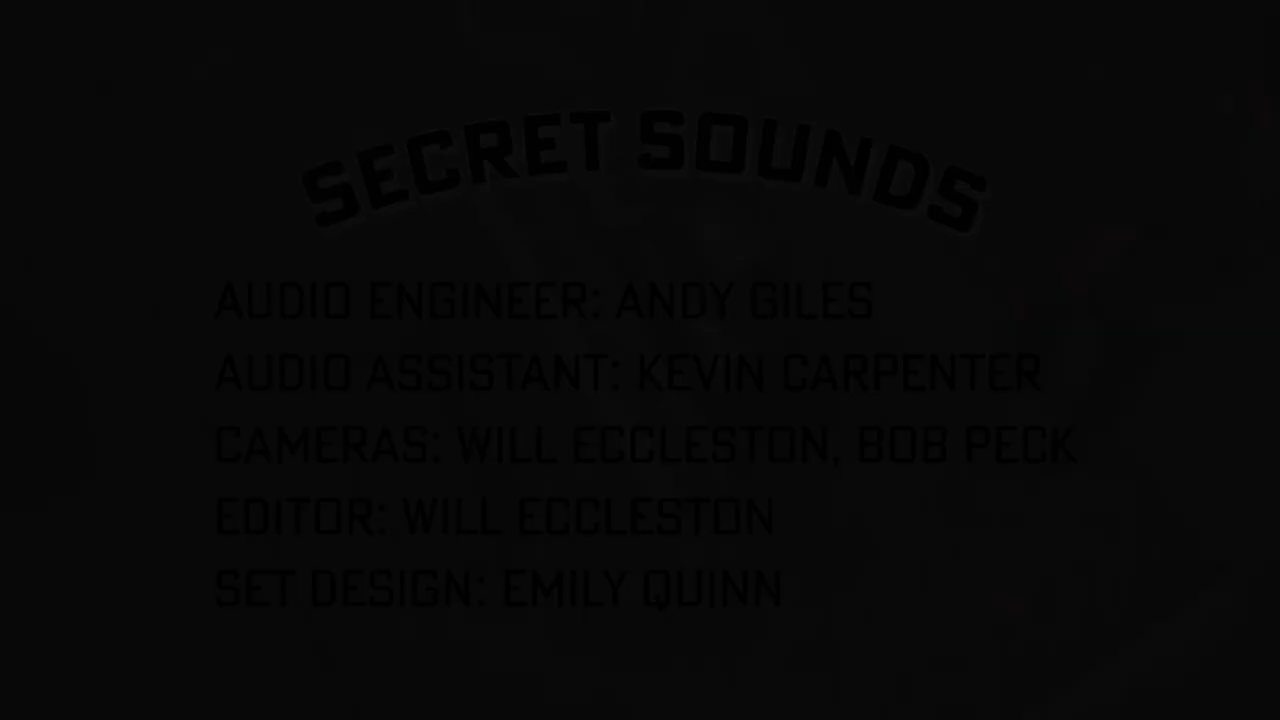 SECRET SOUNDS
AUDIO ENGINEER: ANDY GILES
AUDIO ASSISTANT: KEVIN CARPENTER
CAMERAS: WILL ECCLESTON, BOB PECK
EDITOR: WILL ECCLESTON
SET DESIGN: EMILY QUINN